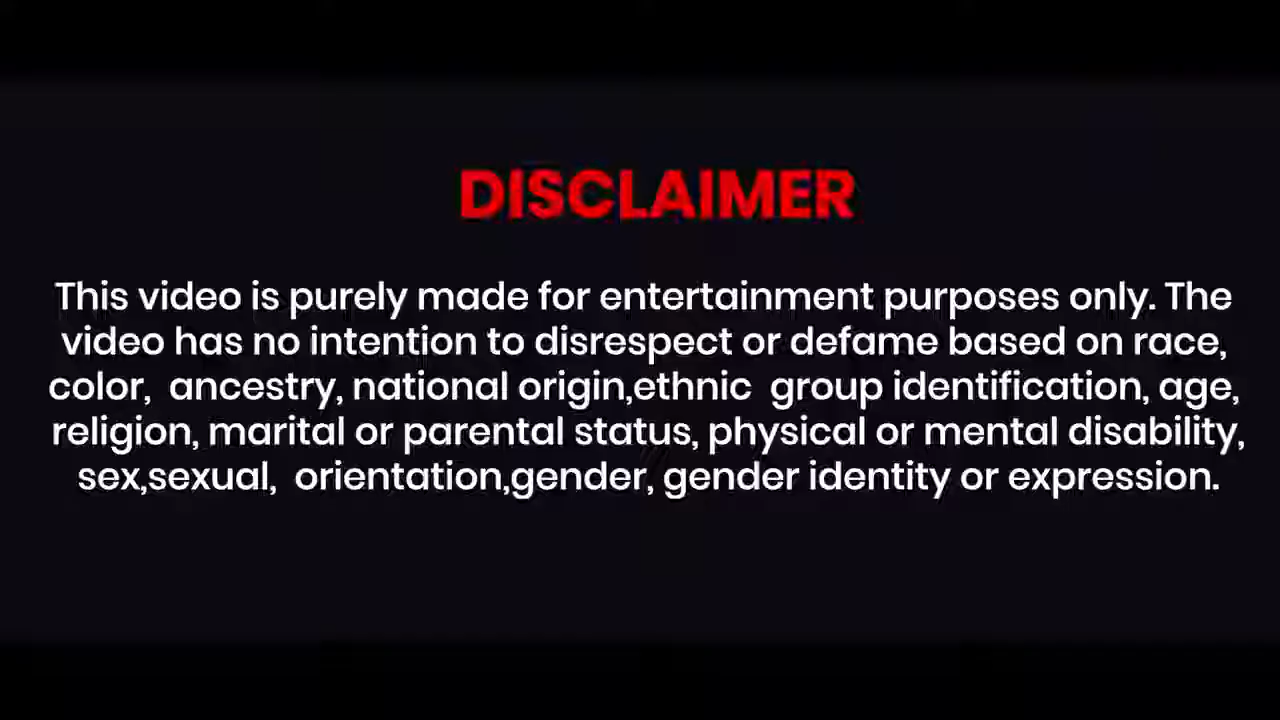 DISCLAIMER
This video is purely made for entertainment purposes only. The
video has no intention to disrespect or defame based on race,
color,  ancestry, national origin,ethnic  group identification, age,
religion, marital or parental status, physical or mental disability,
sex,sexual,  orientation,gender, gender identity or expression.